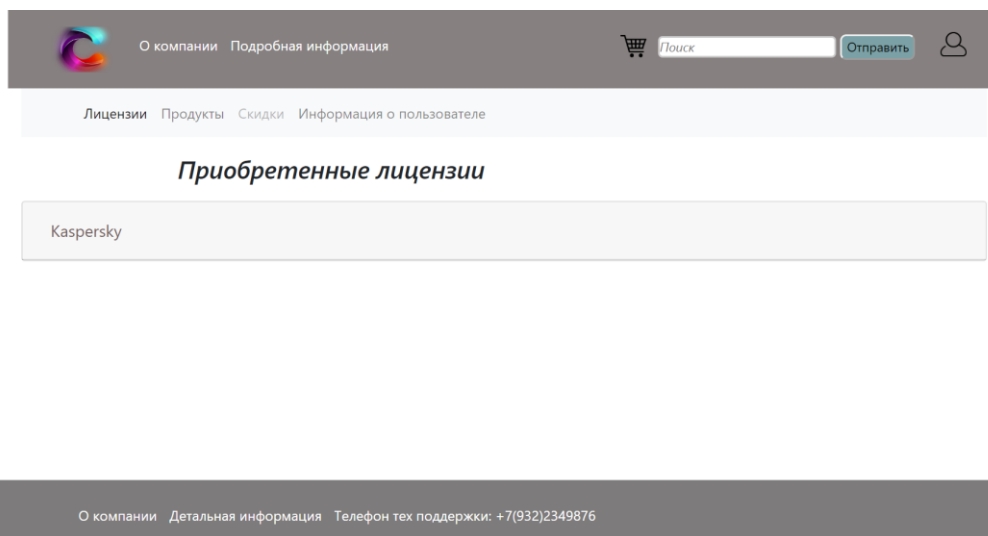 О компании Подробная информация Поиск Отправить
Лицензии Продукты Скидки Информация о пользователе
Приобретенные лицензии
Kaspersky
О компании Детальная информация Телефон тех поддержки: +7(932)2349876